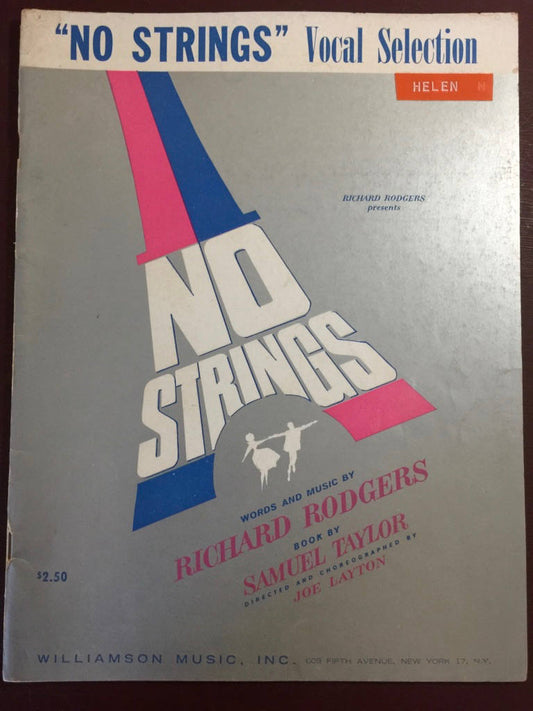 "NO STRINGS" Vocal Selection
HELEN N
RICHARD RODGERS
presents
NO
STRINGS
WORDS AND MUSIC BY
RICHARD RODGERS
BOOK BY
SAMUEL TAYLOR
DIRECTED AND CHOREOGRAPHED BY
JOE LAYTON
$2.50
WILLIAMSON MUSIC, INC. 609 FIFTH AVENUE, NEW YORK 17, N.Y.